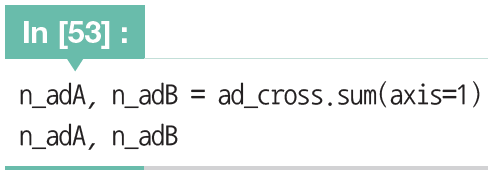 In [53] :
n_adA, n_adB = ad_cross.sum(axis=1)
n_adA, n_adB